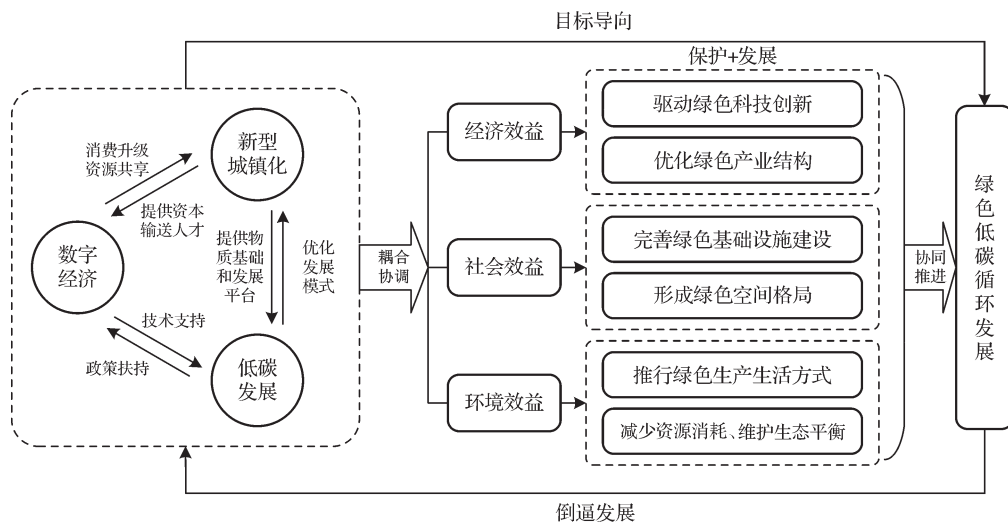 目标导向
保护+发展
新型
城镇化
消费升级
资源共享
提供资本
输送人才
数字
经济
提供物
质基础
和发展
平台
优化
发展
模式
技术支持
政策扶持
低碳
发展
耦合
协调
经济效益
驱动绿色科技创新
优化绿色产业结构
社会效益
完善绿色基础设施建设
形成绿色空间格局
环境效益
推行绿色生产生活方式
减少资源消耗、维护生态平衡
协同
推进
绿色低碳循环发展
倒逼发展